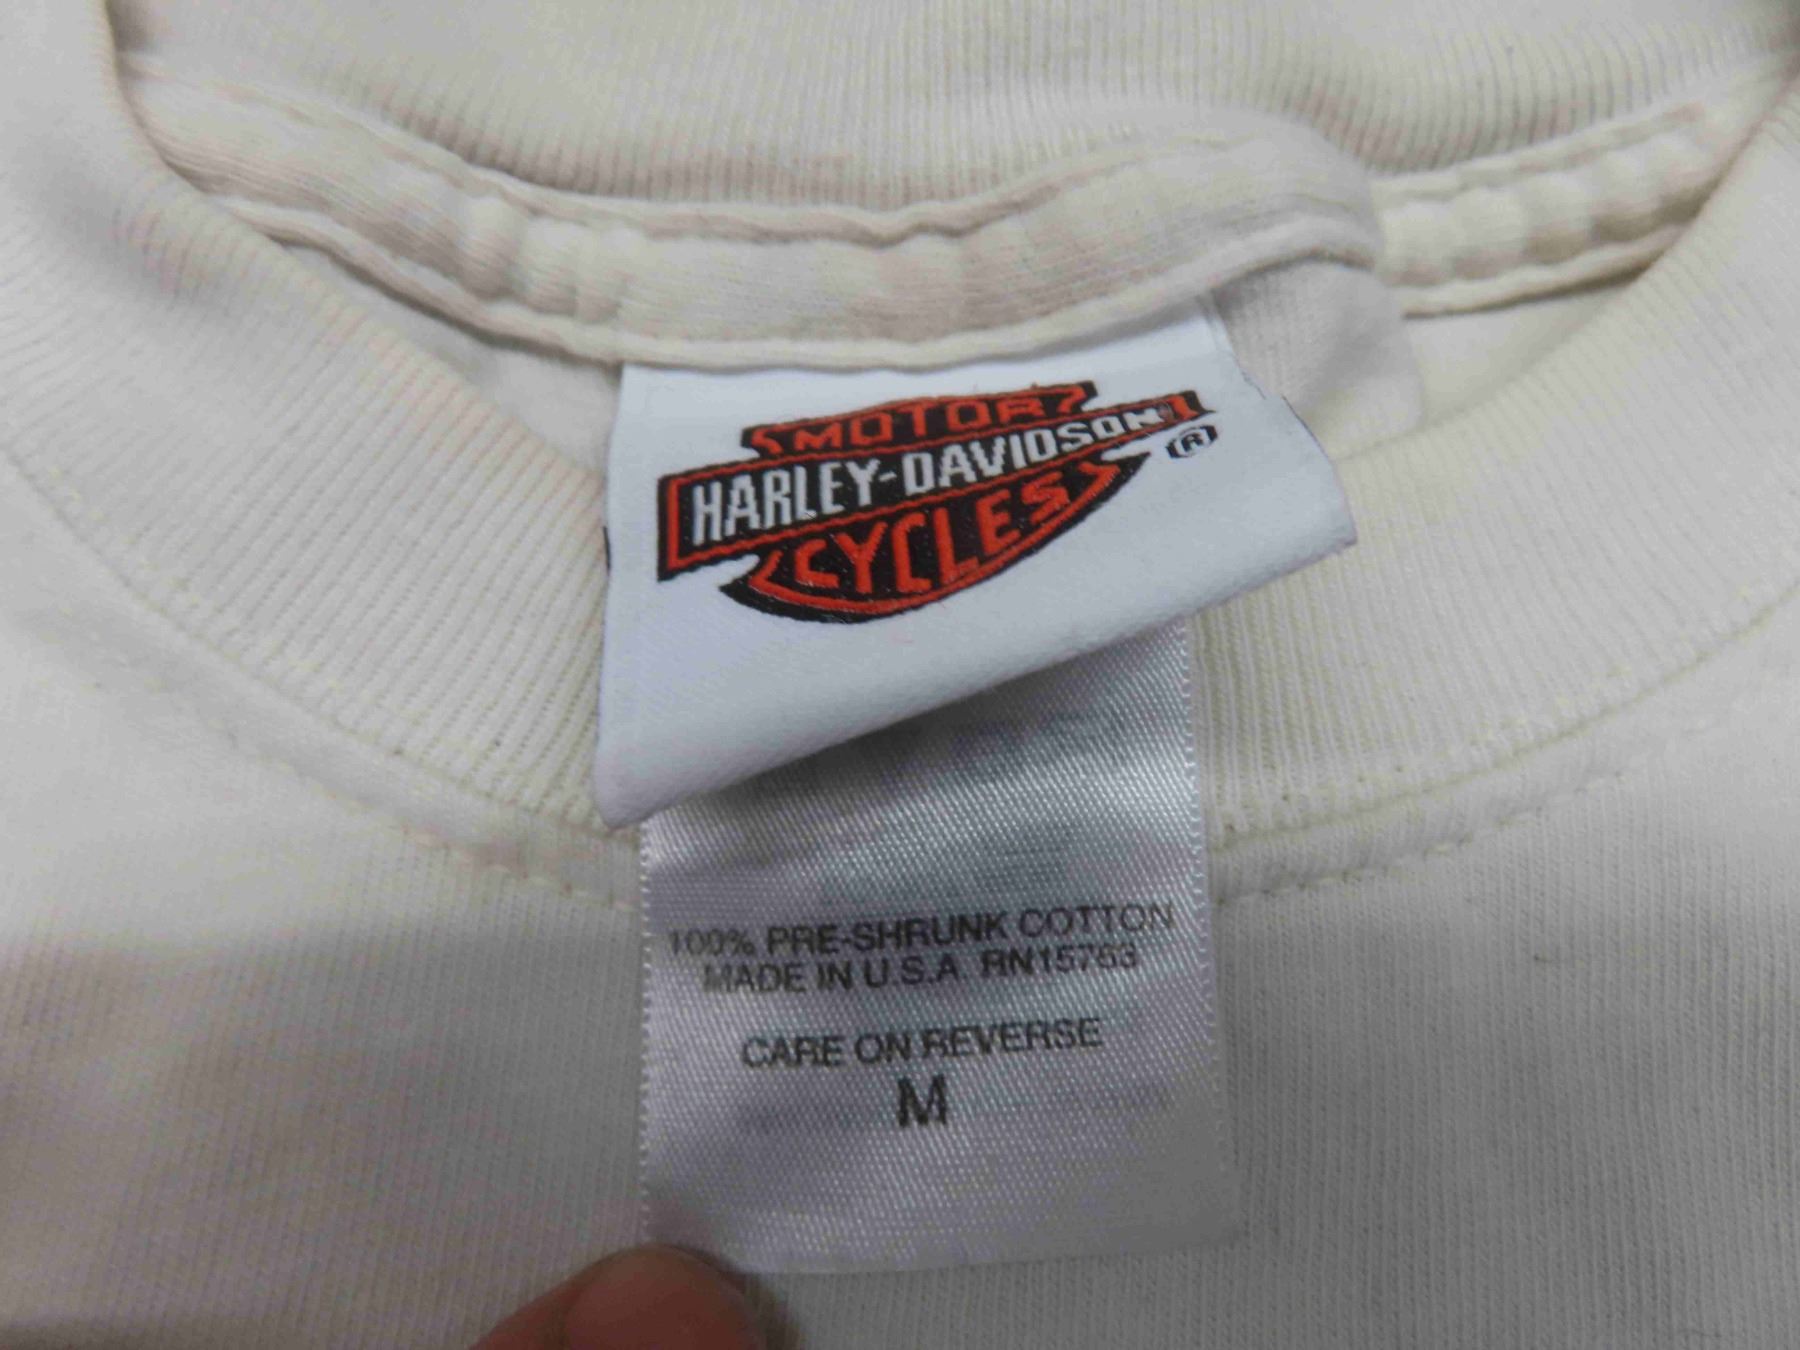 MOTOR
HARLEY-DAVIDSON
CYCLES
®
100% PRE-SHRUNK COTTON
MADE IN U.S.A RN15763
CARE ON REVERSE
M